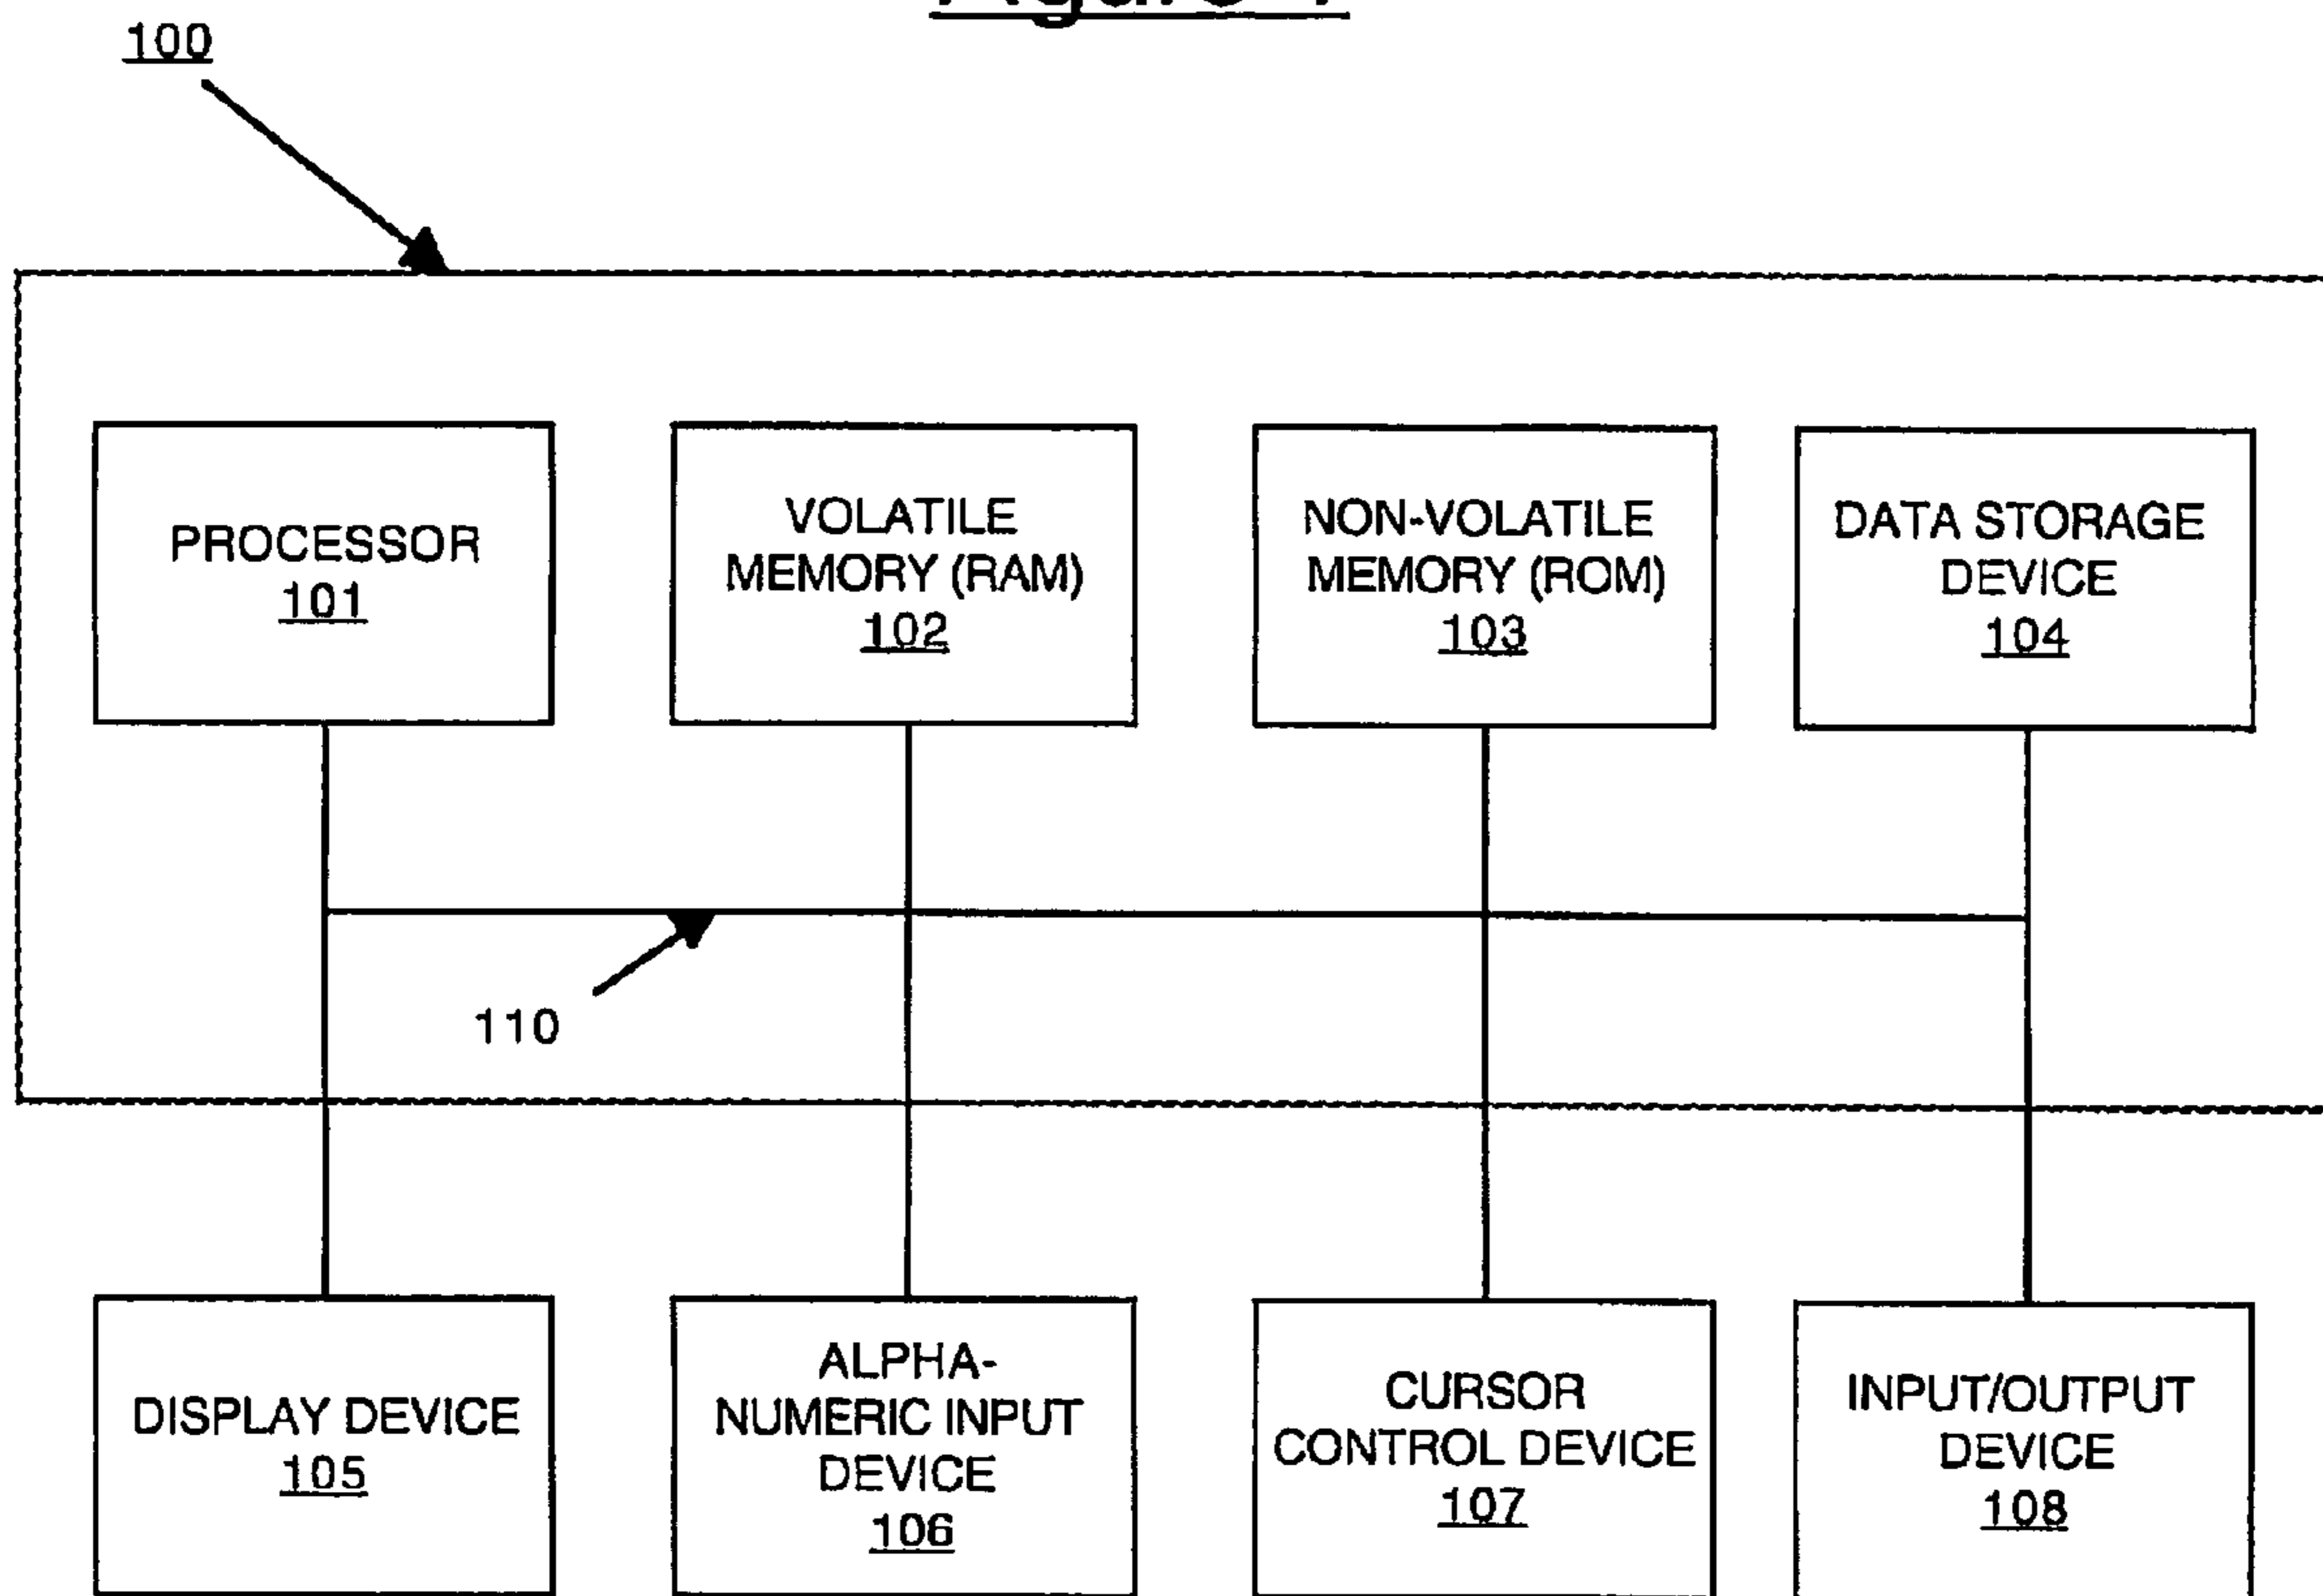 100
PROCESSOR
101
VOLATILE
MEMORY (RAM)
102
NON-VOLATILE
MEMORY (ROM)
103
DATA STORAGE
DEVICE
104
110
DISPLAY DEVICE
105
ALPHA-
NUMERIC INPUT
DEVICE
106
CURSOR
CONTROL DEVICE
107
INPUT/OUTPUT
DEVICE
108